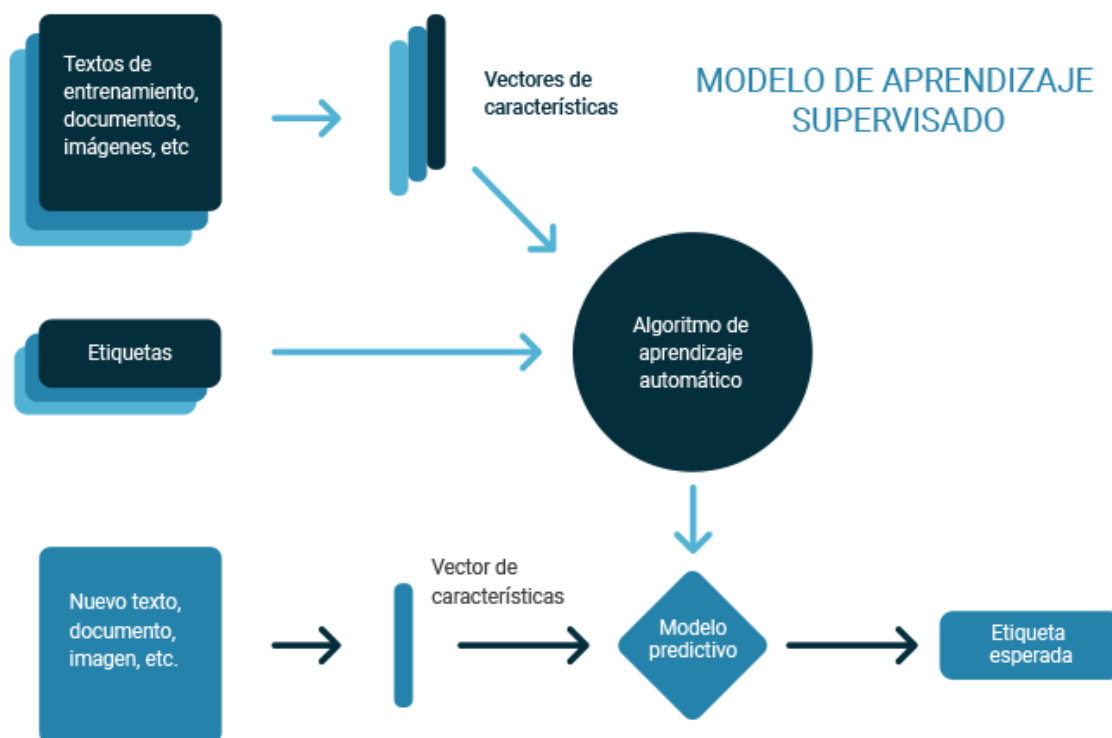 Textos de
entrenamiento,
documentos,
imágenes, etc
Vectores de
característicás
MODELO DE APRENDIZAJE
SUPERVISADO
Etiquetas
Algoritmo de
aprendizaje
automático
Nuevo texto,
documento,
imagen, etc.
Vector de
características
Modelo
predictivo
Etiqueta
esperada